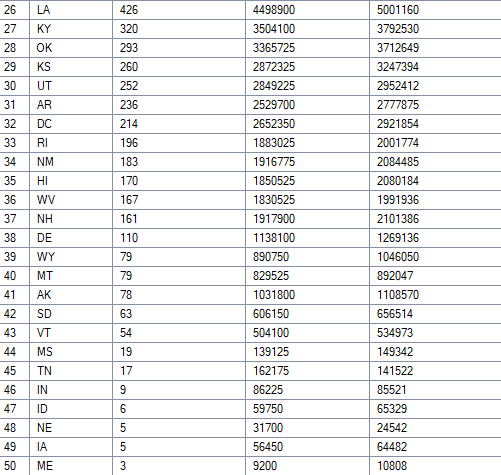 26 LA 426 4498900 5001160
27 KY 320 3504100 3792530
28 OK 293 3365725 3712649
29 KS 260 2872325 3247394
30 UT 252 2849225 2952412
31 AR 236 2529700 2777875
32 DC 214 2652350 2921854
33 RI 196 1883025 2001774
34 NM 183 1916775 2084485
35 HI 170 1850525 2080184
36 WV 167 1830525 1991936
37 NH 161 1917900 2101386
38 DE 110 1138100 1269136
39 WY 79 890750 1046050
40 MT 79 829525 892047
41 AK 78 1031800 1108570
42 SD 63 606150 656514
43 VT 54 504100 534973
44 MS 19 139125 149342
45 TN 17 162175 141522
46 IN 9 86225 85521
47 ID 6 59750 65329
48 NE 5 31700 24542
49 IA 5 56450 64482
50 ME 3 9200 10808